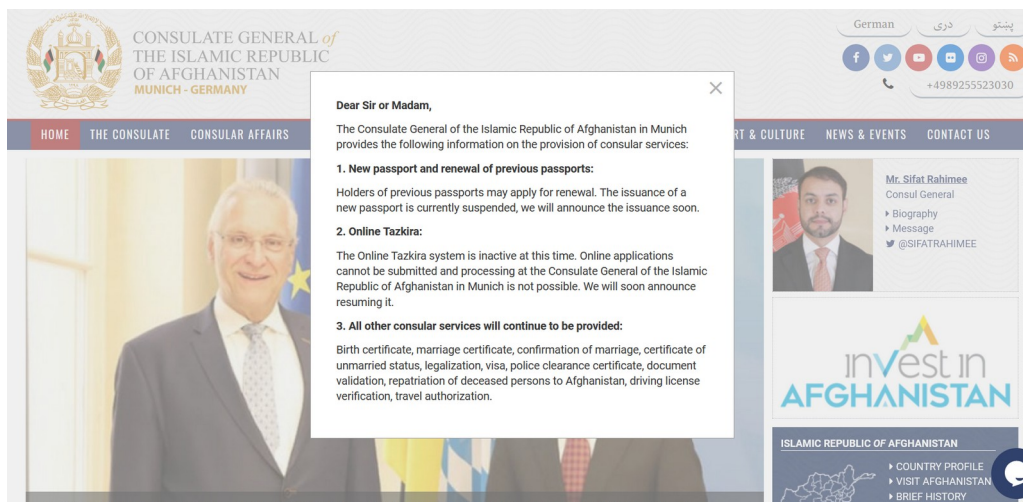 CONSULATE GENERAL of
THE ISLAMIC REPUBLIC
OF AFGHANISTAN
MUNICH - GERMANY
German
دری
پښتو
+4989255523030
HOME THE CONSULATE CONSULAR AFFAIRS
RT & CULTURE NEWS & EVENTS CONTACT US
Dear Sir or Madam,
The Consulate General of the Islamic Republic of Afghanistan in Munich
provides the following information on the provision of consular services:
1. New passport and renewal of previous passports:
Holders of previous passports may apply for renewal. The issuance of a
new passport is currently suspended, we will announce the issuance soon.
2. Online Tazkira:
The Online Tazkira system is inactive at this time. Online applications
cannot be submitted and processing at the Consulate General of the Islamic
Republic of Afghanistan in Munich is not possible. We will soon announce
resuming it.
3. All other consular services will continue to be provided:
Birth certificate, marriage certificate, confirmation of marriage, certificate of
unmarried status, legalization, visa, police clearance certificate, document
validation, repatriation of deceased persons to Afghanistan, driving license
verification, travel authorization.
Mr. Sifat Rahimee
Consul General
Biography
Message
@SIFATRAHIMEE
invest in
AFGHANISTAN
ISLAMIC REPUBLIC OF AFGHANISTAN
COUNTRY PROFILE
VISIT AFGHANISTAN
BRIEF HISTORY